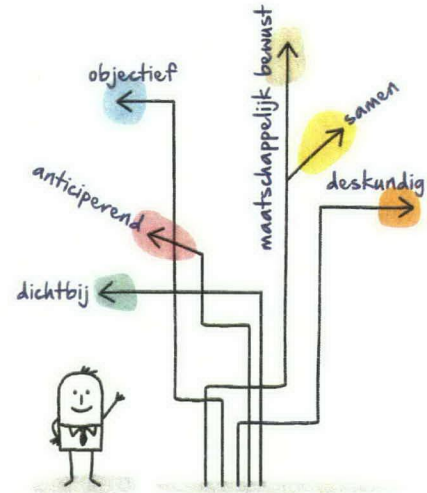 maatschappelijk bewust
objectief
samen
deskundig
anticiperend
dichtbij